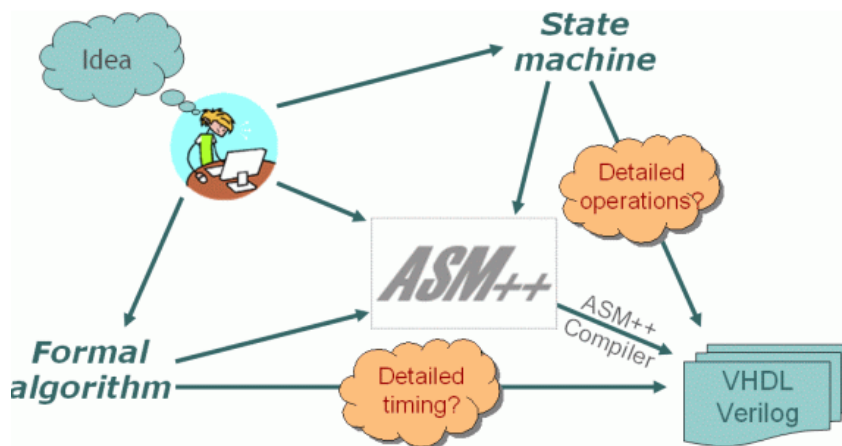 Idea
State
machine
Detailed
operations?
ASM++
ASM++
Compiler
Formal
algorithm
Detailed
timing?
VHDL
Verilog